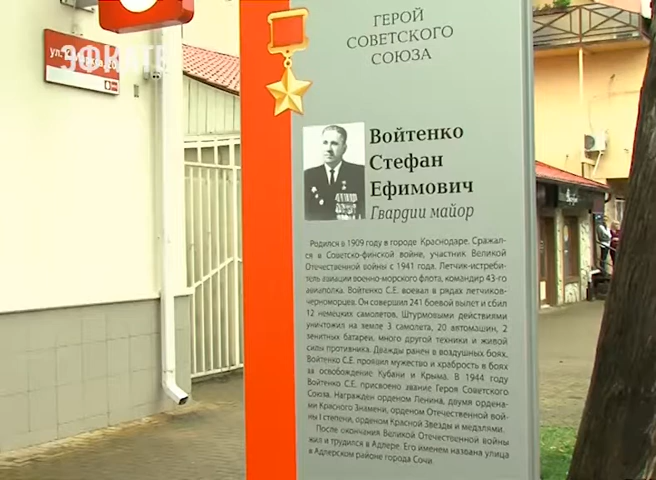 В ЭФИРЕ
ГЕРОЙ
СОВЕТСКОГО
СОЮЗА
Войтенко
Стефан
Ефимович
Гвардии майор
Родился в 1909 году в городе Краснодаре. Сражал-
ся в Советско-финской войне, участник Великой
Отечественной войны с 1941 года. Летчик-истребитель
авиации военно-морского флота, командир 43-го
авиаполка. Войтенко С.Е. воевал в рядах летчиков-
черноморцев. Он совершил 241 боевой вылет и сбил
12 немецких самолетов. Штурмовыми действиями
уничтожил на земле 3 самолета, 20 автомашин, 2
зенитных батареи, много другой техники и живой
силы противника. Дважды ранен в воздушных боях.
Войтенко С.Е. проявил мужество и храбрость в боях
за освобождение Кубани и Крыма. В 1944 году
Войтенко С.Е. присвоено звание Героя Советского
Союза. Награжден орденом Ленина, двумя ордена-
ми Красного Знамени, орденом Отечественной вой-
ны I степени, орденом Красной Звезды и медалями.
После окончания Великой Отечественной войны
жил и трудился в Адлере. Его именем названа улица
в Адлерском районе города Сочи.